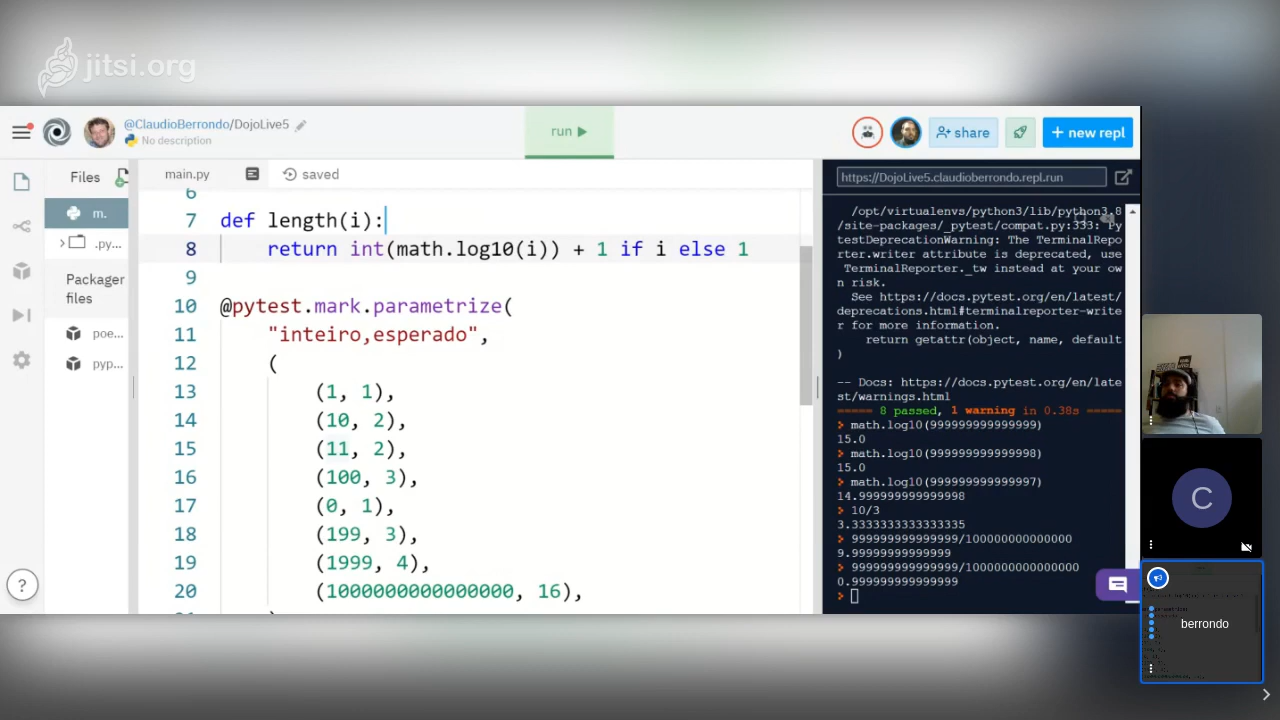 jitsi.org
@ClaudioBerrondo/DojoLive5
No description
run
share
+ new repl
Files
main.py
saved
https://DojoLive5.claudioberrondo.repl.run
m.
.py...
Packager
files
poe...
pyp...
?
6
7 def length(i):
8 return int(math.log10(i)) + 1 if i else 1
9
10 @pytest.mark.parametrize(
11 "inteiro,esperado",
12 (
13 (1, 1),
14 (10, 2),
15 (11, 2),
16 (100, 3),
17 (0, 1),
18 (199, 3),
19 (1999, 4),
20 (1000000000000000, 16),
/opt/virtualenvs/python3/lib/python3.8
/site-packages/_pytest/compat.py:333: Py
testDeprecationWarning: The TerminalRepo
rter.writer attribute is deprecated, use
TerminalReporter._tw instead at your ow
n risk.
See https://docs.pytest.org/en/latest/
deprecations.html#terminalreporter-write
r for more information.
return getattr(object, name, default
)
-- Docs: https://docs.pytest.org/en/late
st/warnings.html
===== 8 passed, 1 warning in 0.38s =====
math.log10(999999999999999)
15.0
math.log10(999999999999998)
15.0
math.log10(999999999999997)
14.999999999999998
10/3
3.3333333333333335
999999999999999/100000000000000
9.99999999999999
999999999999999/1000000000000000
0.999999999999999
C
berrondo